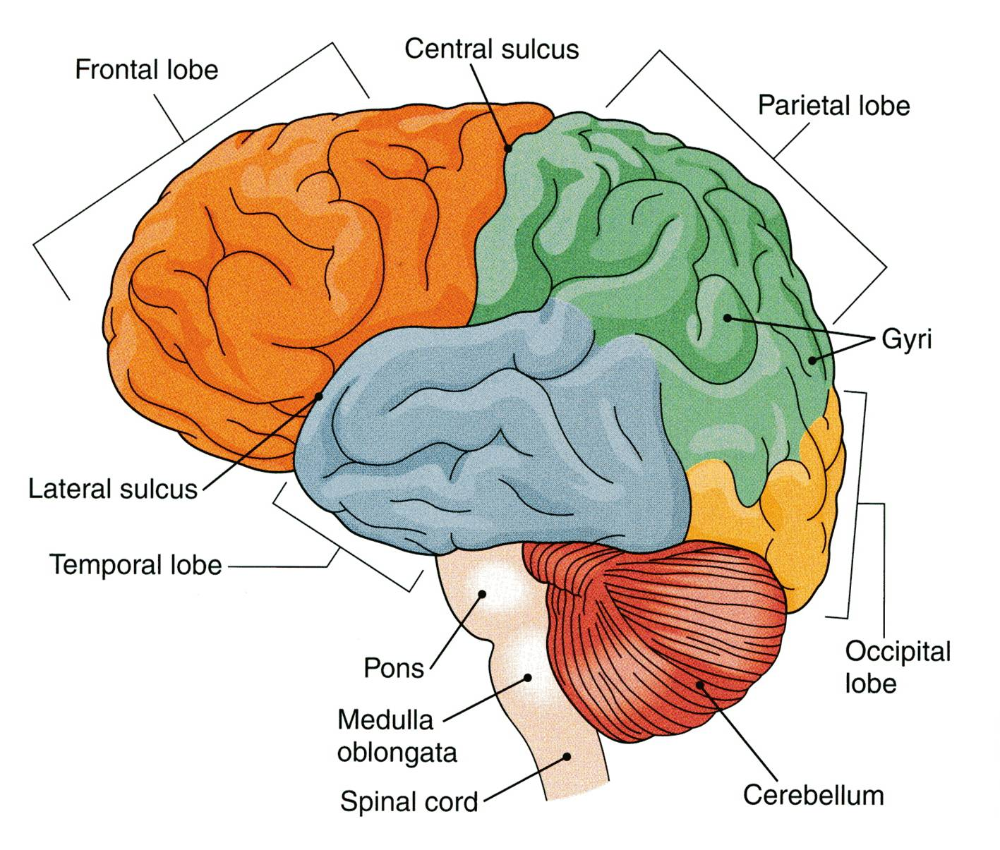 Central sulcus
Frontal lobe
Parietal lobe
Gyri
Lateral sulcus
Temporal lobe
Occipital
lobe
Pons
Medulla
oblongata
Spinal cord
Cerebellum